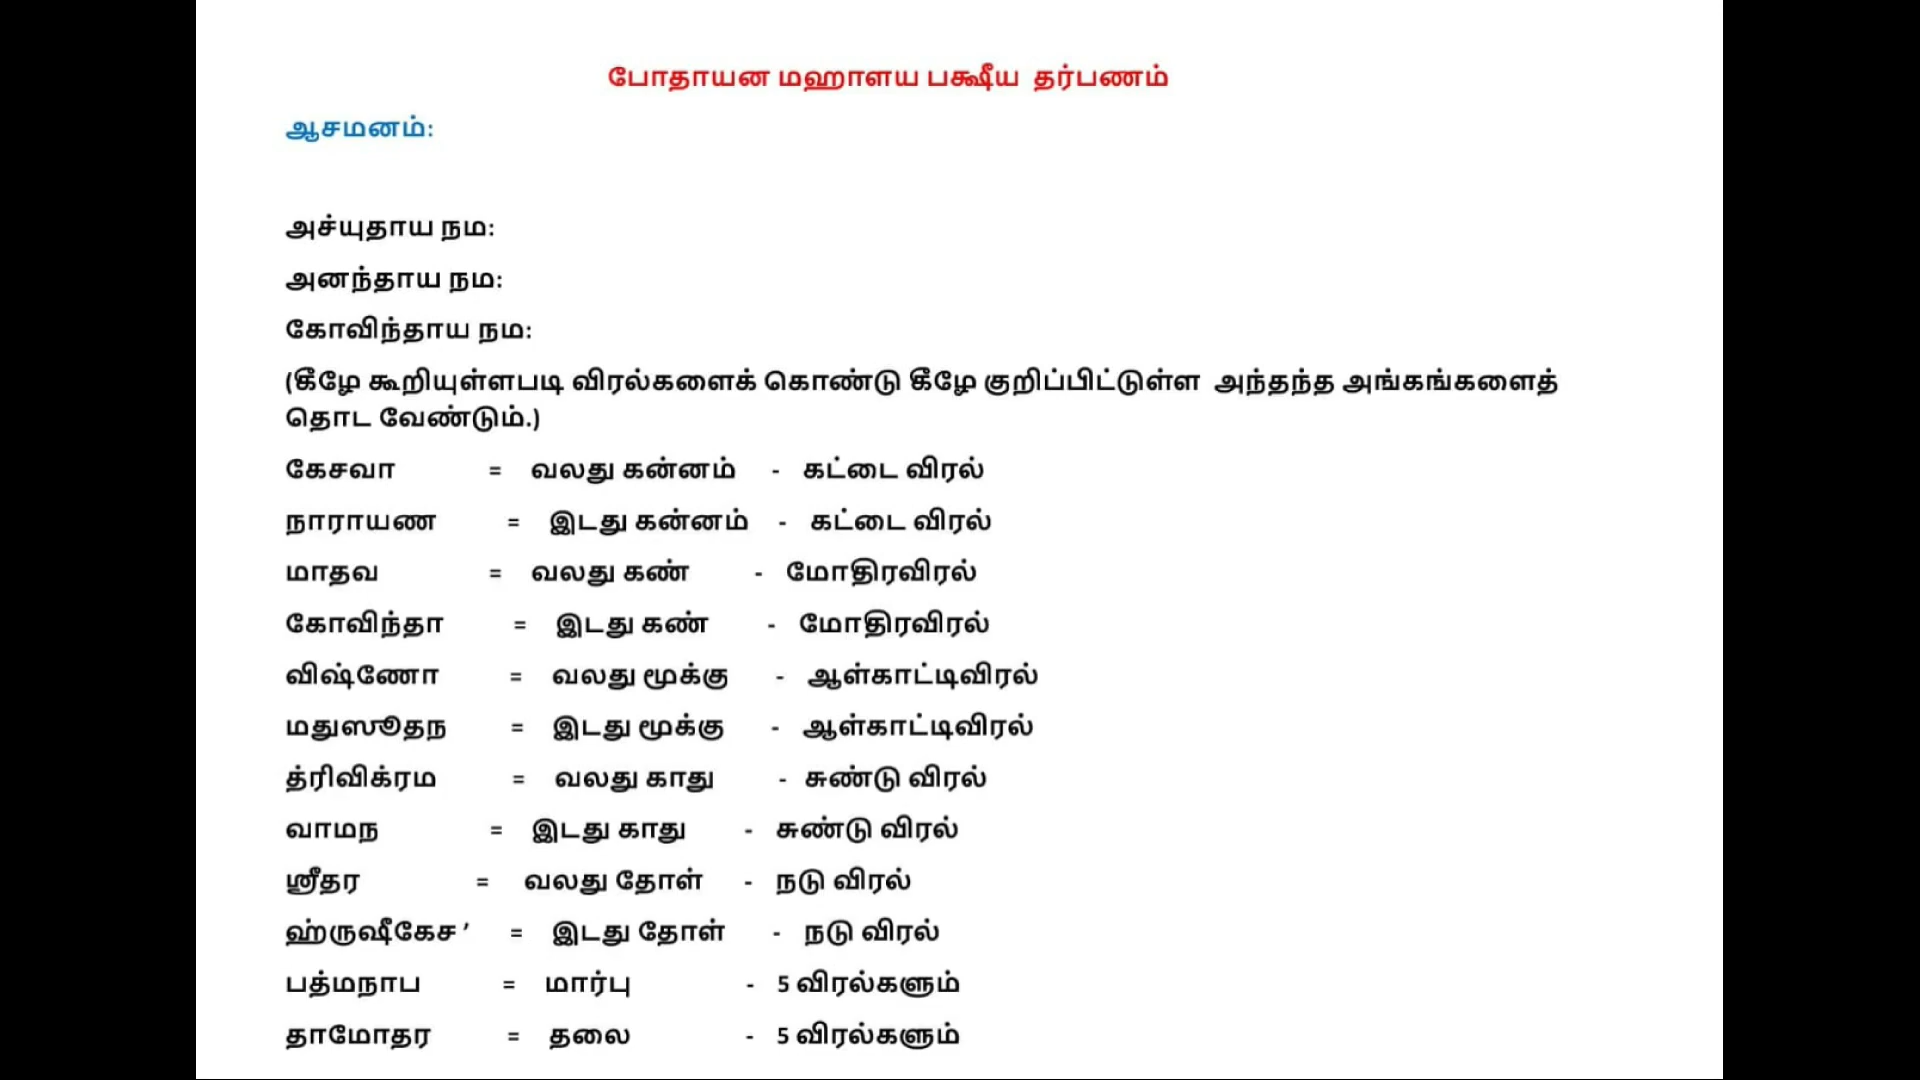 போதாயன மஹாளய பக்ஷீய தர்பணம்
ஆசமனம்:
அச்யுதாய நம:
அனந்தாய நம:
கோவிந்தாய நம:
(கீழே கூறியுள்ளபடி விரல்களைக் கொண்டு கீழே குறிப்பிட்டுள்ள அந்தந்த அங்கங்களைத்
தொட வேண்டும்.)
கேசவா = வலது கன்னம் - கட்டை விரல்
நாராயண = இடது கன்னம் - கட்டை விரல்
மாதவ = வலது கண் - மோதிரவிரல்
கோவிந்தா = இடது கண் - மோதிரவிரல்
விஷ்ணோ = வலது மூக்கு - ஆள்காட்டிவிரல்
மதுஸூதந = இடது மூக்கு - ஆள்காட்டிவிரல்
த்ரிவிக்ரம = வலது காது - சுண்டு விரல்
வாமந = இடது காது - சுண்டு விரல்
ஸ்ரீதர = வலது தோள் - நடு விரல்
ஹ்ருஷீகேச ’ = இடது தோள் - நடு விரல்
பத்மநாப = மார்பு - 5 விரல்களும்
தாமோதர = தலை - 5 விரல்களும்